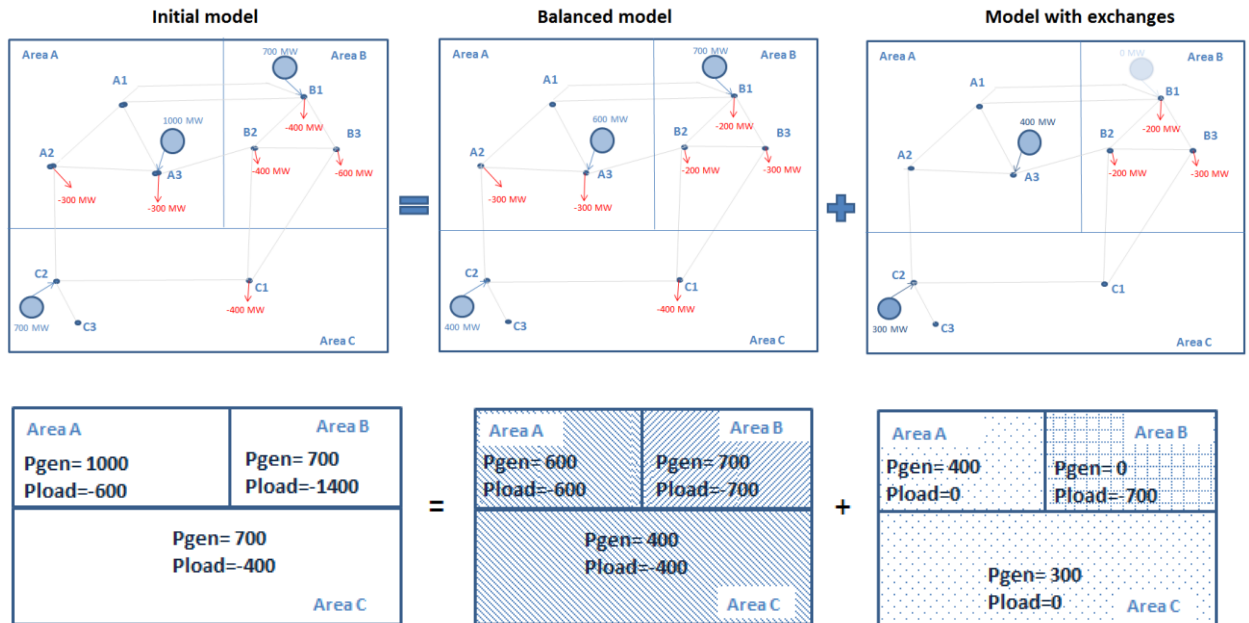 Initial model
Balanced model
Model with exchanges
Area A
700 MW
Area B
A1
B1
1000 MW
-400 MW
B2
B3
A2
A3
-400 MW
-600 MW
-300 MW
-300 MW
C2
C1
-400 MW
700 MW
C3
Area C
=
Area A
700 MW
Area B
A1
B1
600 MW
-200 MW
B2
B3
A2
A3
-200 MW
-300 MW
-300 MW
-300 MW
C2
C1
-400 MW
400 MW
C3
Area C
+
Area A
0 MW
Area B
A1
B1
400 MW
-200 MW
B2
B3
A2
A3
-200 MW
-300 MW
C2
C1
300 MW
C3
Area C
Area A
Pgen= 1000
Pload=-600
Area B
Pgen= 700
Pload=-1400
Pgen= 700
Pload=-400
Area C
=
Area A
Pgen= 600
Pload=-600
Area B
Pgen= 700
Pload=-700
Pgen= 400
Pload=-400
Area C
+
Area A
Pgen= 400
Pload=0
Area B
Pgen= 0
Pload=-700
Pgen= 300
Pload=0
Area C